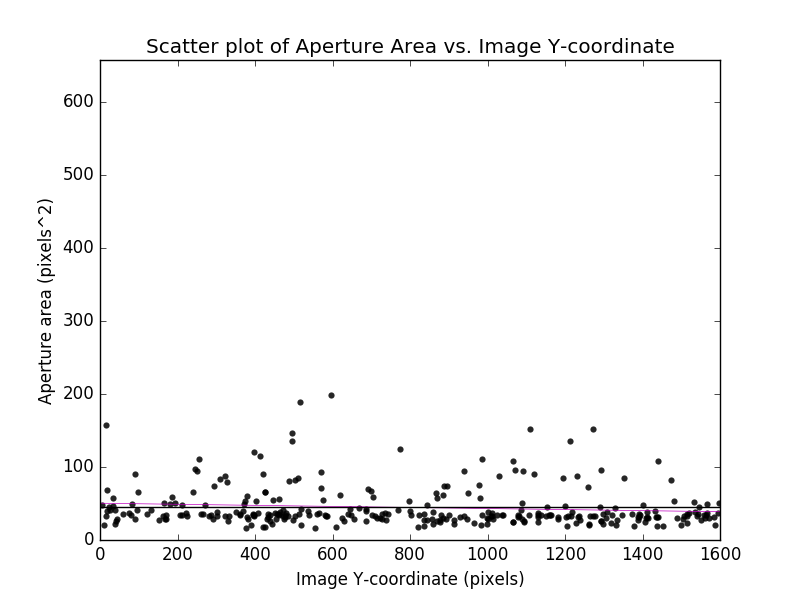 Scatter plot of Aperture Area vs. Image Y-coordinate
600
500
400
300
200
100
0
Aperture area (pixels^2)
0 200 400 600 800 1000 1200 1400 1600
Image Y-coordinate (pixels)